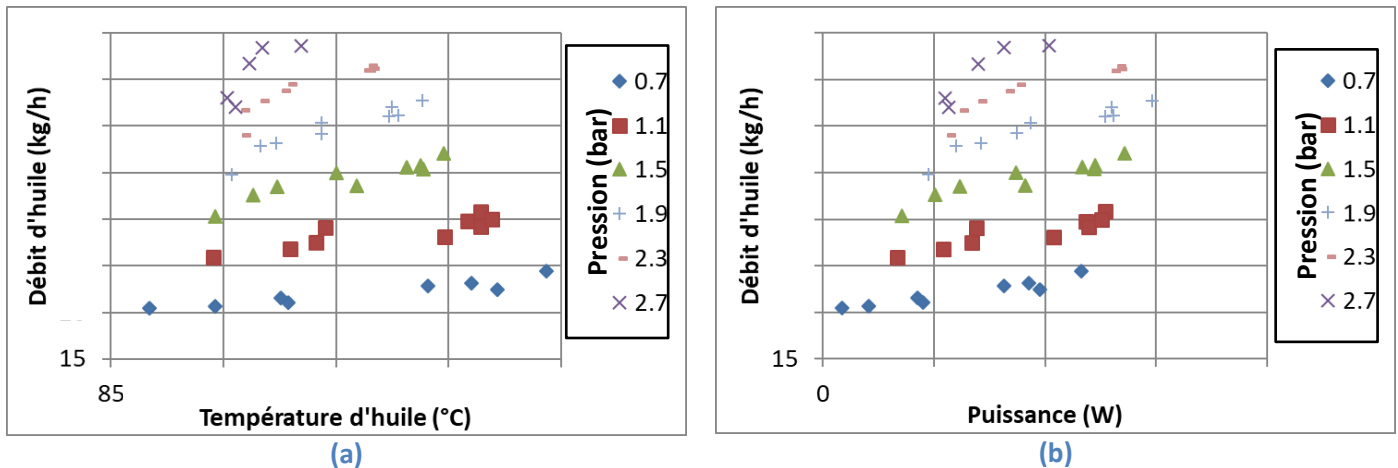 Débit d'huile (kg/h)
15
85
Température d'huile (°C)
Pression (bar)
0.7
1.1
1.5
1.9
2.3
2.7
(a)
Débit d'huile (kg/h)
15
0
Puissance (W)
Pression (bar)
0.7
1.1
1.5
1.9
2.3
2.7
(b)